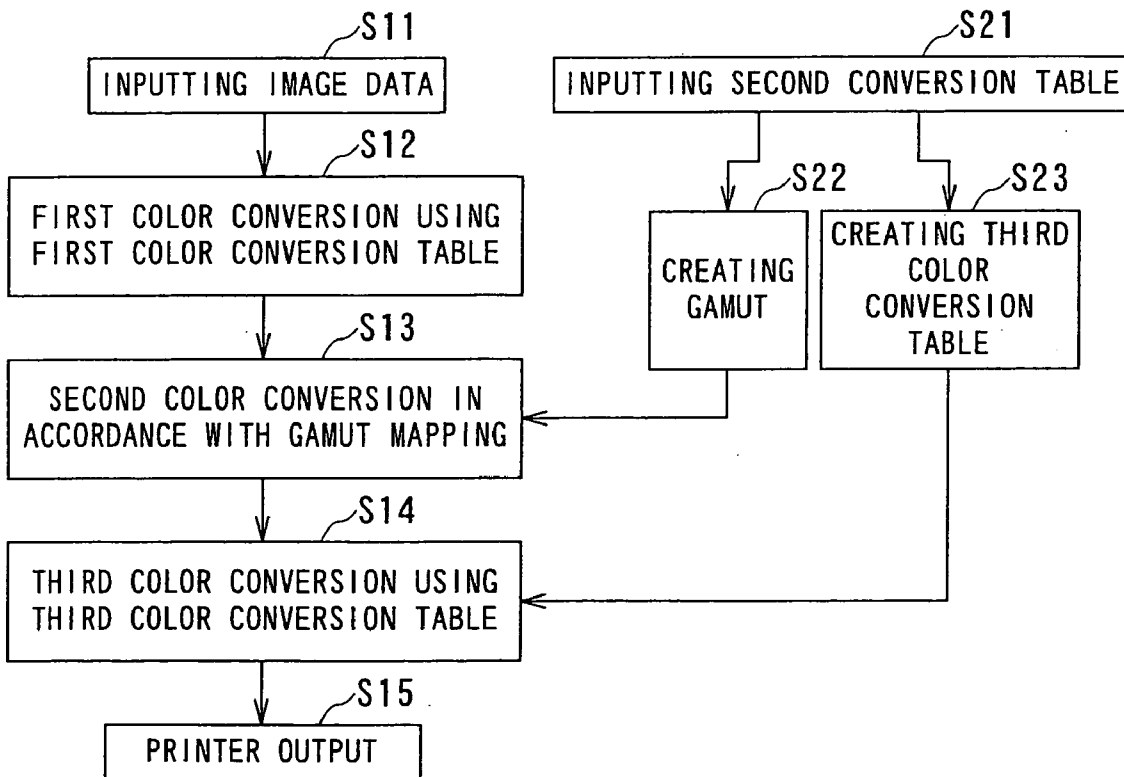 S11
INPUTTING IMAGE DATA
S12
FIRST COLOR CONVERSION USING
FIRST COLOR CONVERSION TABLE
S13
SECOND COLOR CONVERSION IN
ACCORDANCE WITH GAMUT MAPPING
S14
THIRD COLOR CONVERSION USING
THIRD COLOR CONVERSION TABLE
S15
PRINTER OUTPUT
S21
INPUTTING SECOND CONVERSION TABLE
S22
CREATING
GAMUT
S23
CREATING THIRD
COLOR
CONVERSION
TABLE